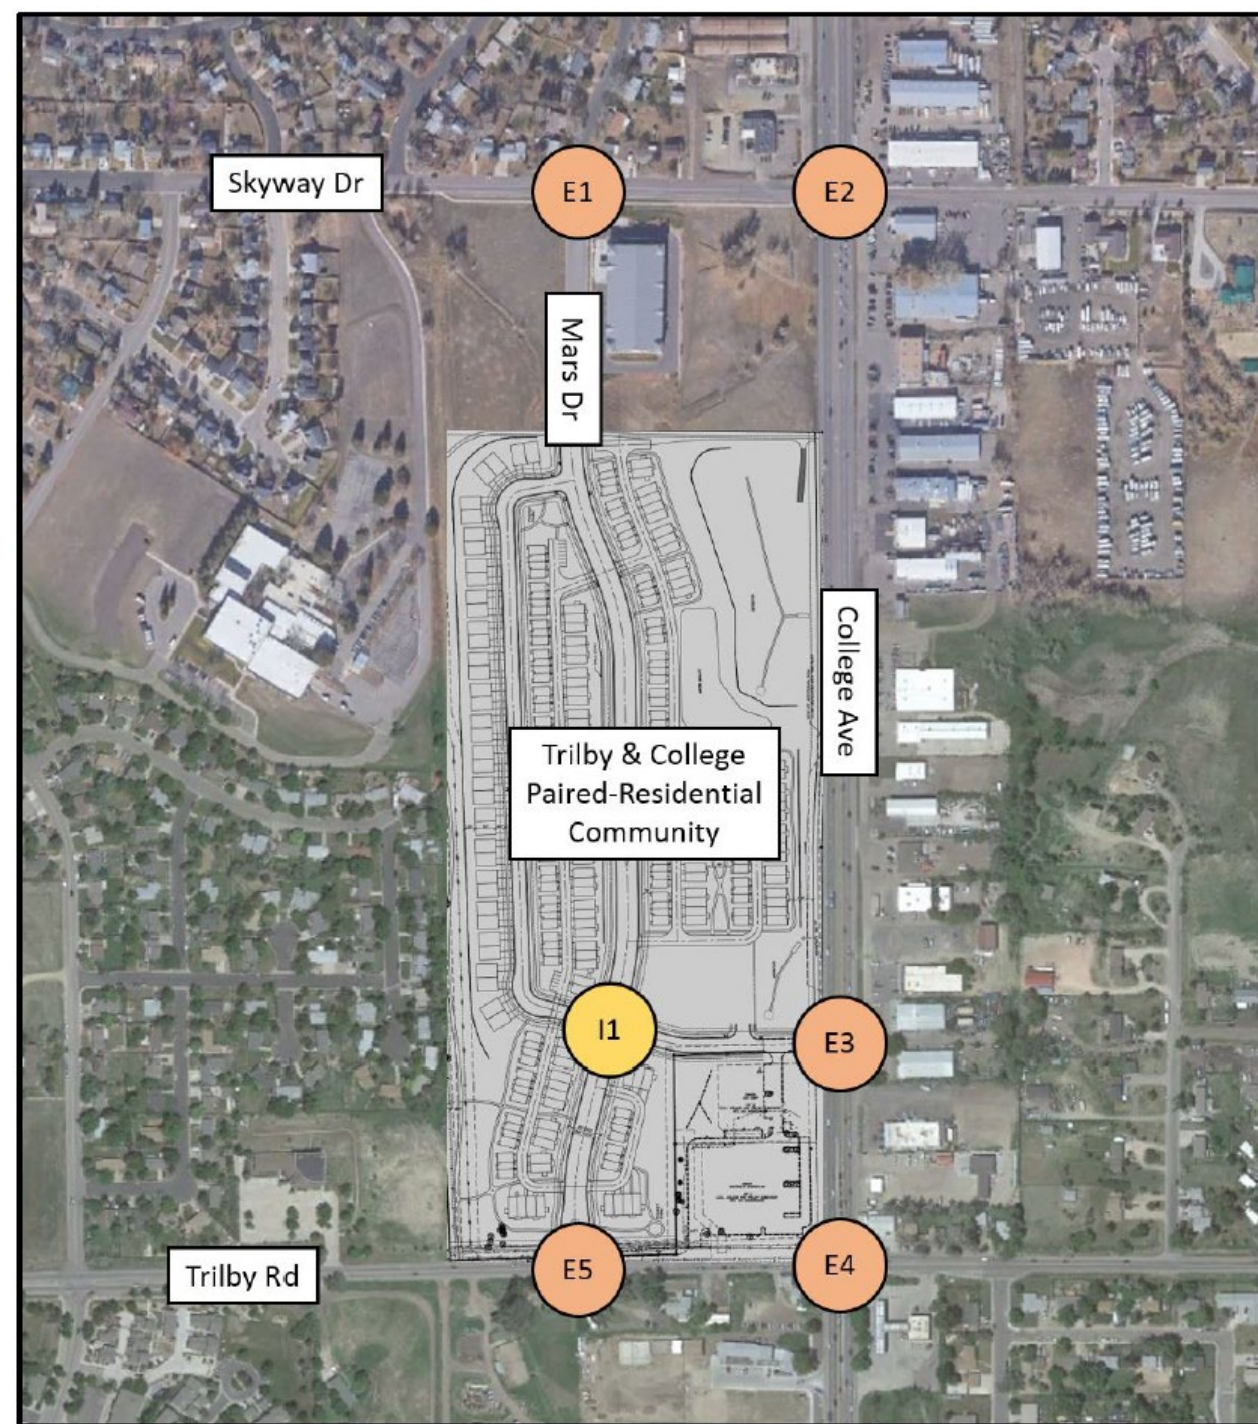 Skyway Dr
E1
E2
Mars Dr
College Ave
Trilby & College
Paired-Residential
Community
I1
E3
Trilby Rd
E5
E4